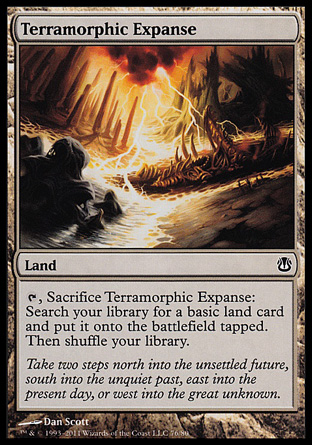 Terramorphic Expanse
Land
, Sacrifice Terramorphic Expanse:
Search your library for a basic land card
and put it onto the battlefield tapped.
Then shuffle your library.
Take two steps north into the unsettled future,
south into the unquiet past, east into the
present day, or west into the great unknown.
Dan Scott
™ & © 1993–2011 Wizards of the Coast LLC 76/80